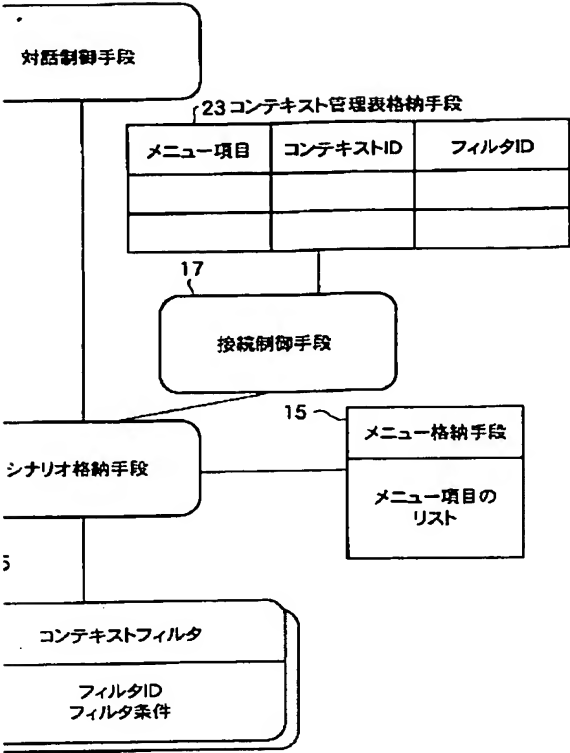 対話制御手段
23 コンテキスト管理表格納手段
メニュー項目 コンテキストID フィルタID
17
接続制御手段
15
メニュー格納手段
シナリオ格納手段
メニュー項目の
リスト
5
コンテキストフィルタ
フィルタID
フィルタ条件